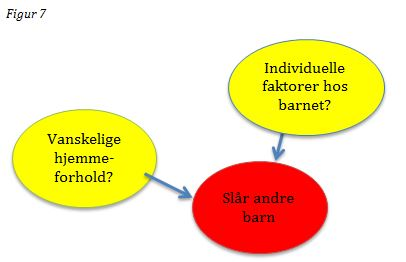 Figur 7
Individuelle
faktorer hos
barnet?
Vanskelige
hjemme-
forhold?
Slår andre
barn